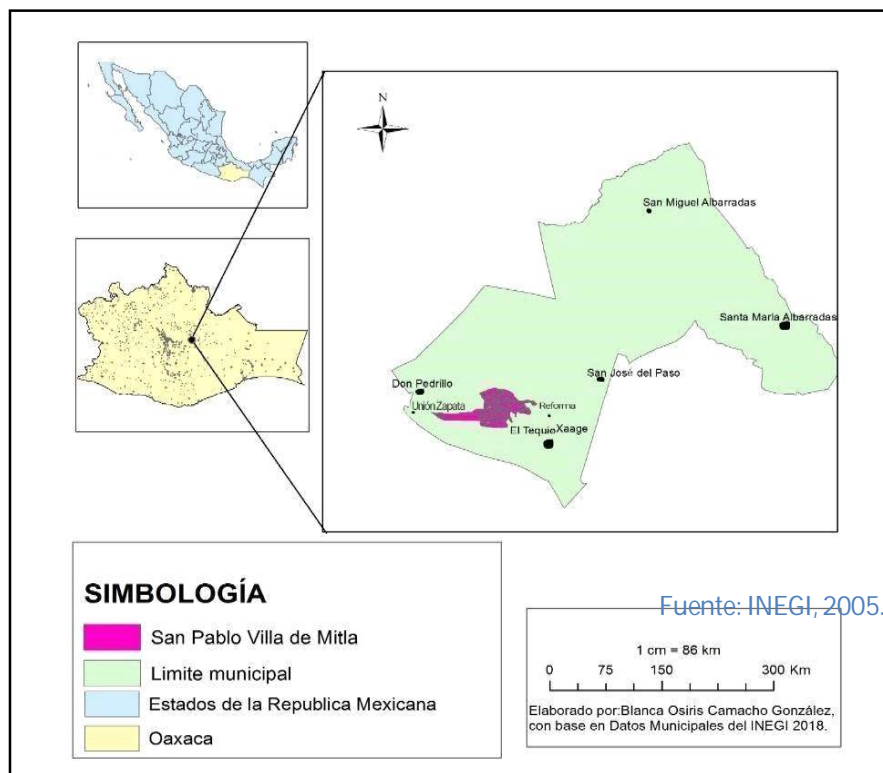 N
San Miguel Albarradas
Santa María Albarradas
San José del Paso
Don Pedrillo
Unión Zapata
Reforma
El Tequio Xaage
SIMBOLOGÍA
San Pablo Villa de Mitla
Limite municipal
Estados de la Republica Mexicana
Oaxaca
Fuente: INEGI, 2005.
1 cm = 86 km
0 75 150 300 Km
Elaborado por:Blanca Osiris Camacho González,
con base en Datos Municipales del INEGI 2018.